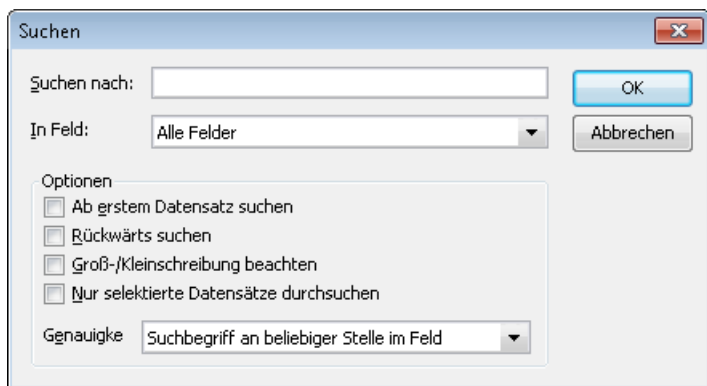 Suchen
Suchen nach:
OK
In Feld: Alle Felder
Abbrechen
Optionen
Ab erstem Datensatz suchen
Rückwärts suchen
Groß-/Kleinschreibung beachten
Nur selektierte Datensätze durchsuchen
Genauigke Suchbegriff an beliebiger Stelle im Feld